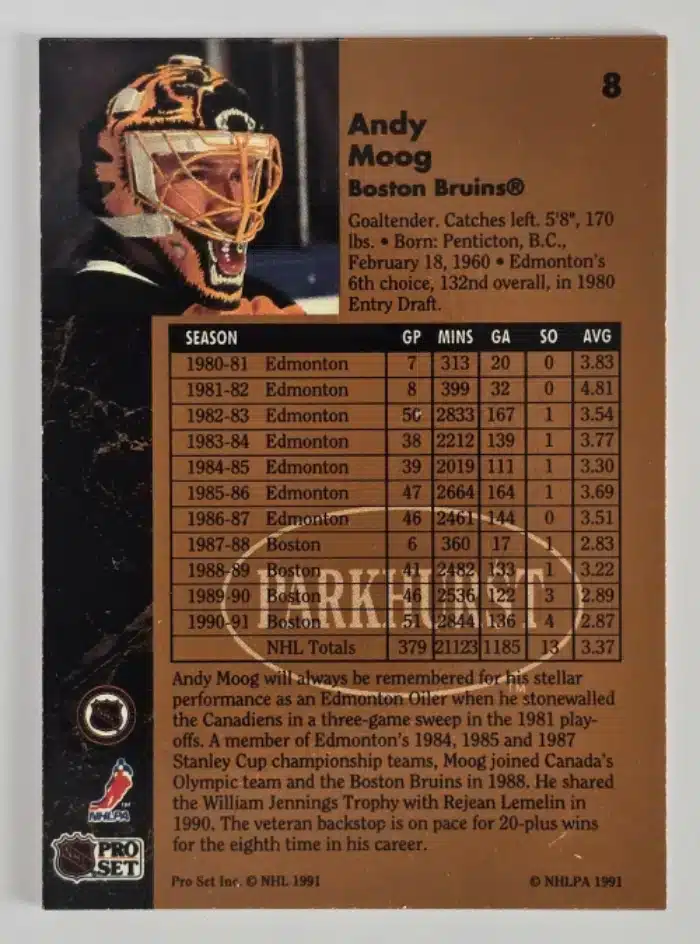 8
Andy
Moog
Boston Bruins®
Goaltender. Catches left. 5'8", 170
lbs. • Born: Penticton, B.C.,
February 18, 1960 • Edmonton's
6th choice, 132nd overall, in 1980
Entry Draft.
SEASON GP MINS GA SO AVG
1980-81 Edmonton 7 313 20 0 3.83
1981-82 Edmonton 8 399 32 0 4.81
1982-83 Edmonton 50 2833 167 1 3.54
1983-84 Edmonton 38 2212 139 1 3.77
1984-85 Edmonton 39 2019 111 1 3.30
1985-86 Edmonton 47 2664 164 1 3.69
1986-87 Edmonton 46 2461 144 0 3.51
1987-88 Boston 6 360 17 1 2.83
1988-89 Boston 41 2482 133 1 3.22
1989-90 Boston 46 2536 122 3 2.89
1990-91 Boston 51 2844 136 4 2.87
NHL Totals 379 21123 1185 13 3.37
PARKHURST
TM
Andy Moog will always be remembered for his stellar
performance as an Edmonton Oiler when he stonewalled
the Canadiens in a three-game sweep in the 1981 play-
offs. A member of Edmonton's 1984, 1985 and 1987
Stanley Cup championship teams, Moog joined Canada's
Olympic team and the Boston Bruins in 1988. He shared
the William Jennings Trophy with Rejean Lemelin in
1990. The veteran backstop is on pace for 20-plus wins
for the eighth time in his career.
NHLPA
TM
PRO
SET
Pro Set Inc. © NHL 1991 © NHLPA 1991